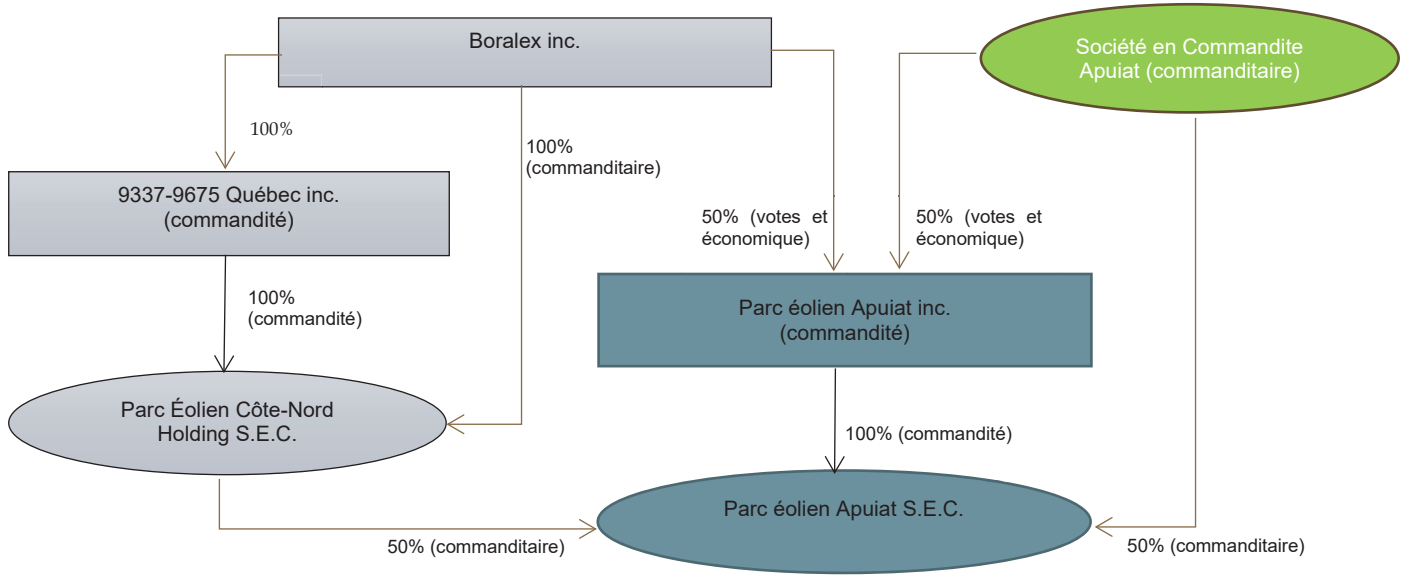 Boralex inc.
Société en Commandite
Apuiat (commanditaire)
100%
100%
(commanditaire)
9337-9675 Québec inc.
(commandité)
50% (votes et
économique)
50% (votes et
économique)
100%
(commandité)
Parc éolien Apuiat inc.
(commandité)
Parc Éolien Côte-Nord
Holding S.E.C.
100% (commandité)
Parc éolien Apuiat S.E.C.
50% (commanditaire)
50% (commanditaire)